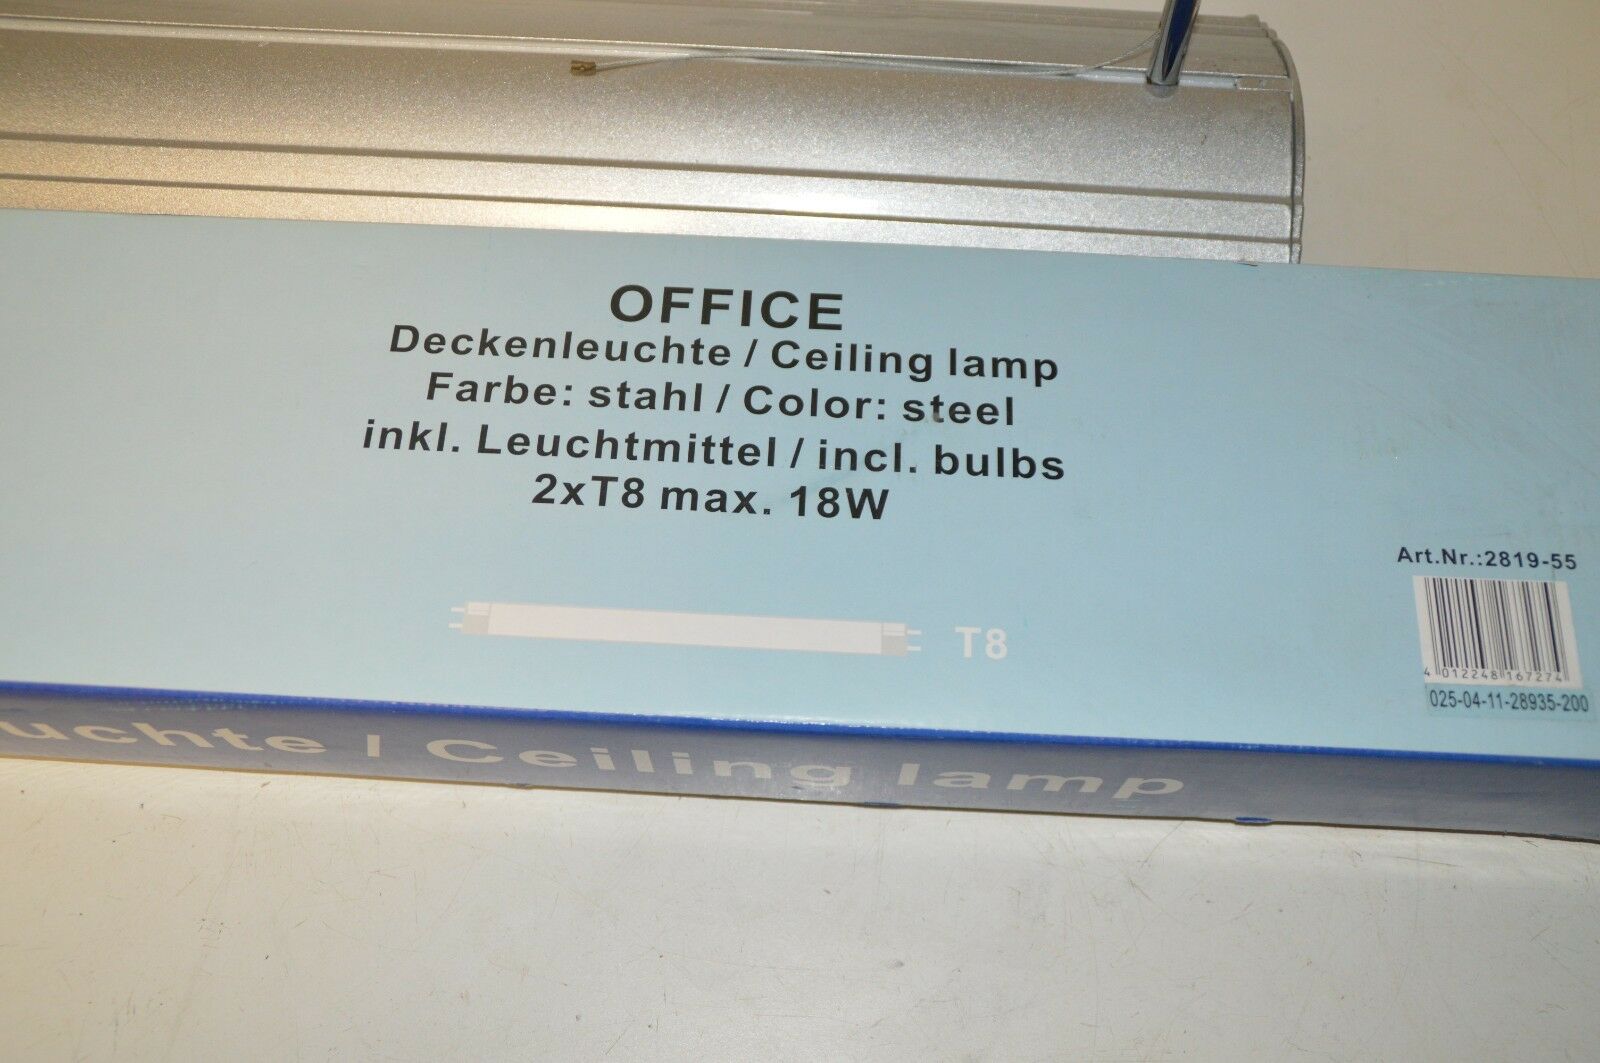 OFFICE
Deckenleuchte / Ceiling lamp
Farbe: stahl / Color: steel
inkl. Leuchtmittel / incl. bulbs
2xT8 max. 18W
T8
Art.Nr.:2819-55
4 012248 167274
025-04-11-28935-200
uchte / Ceiling lamp